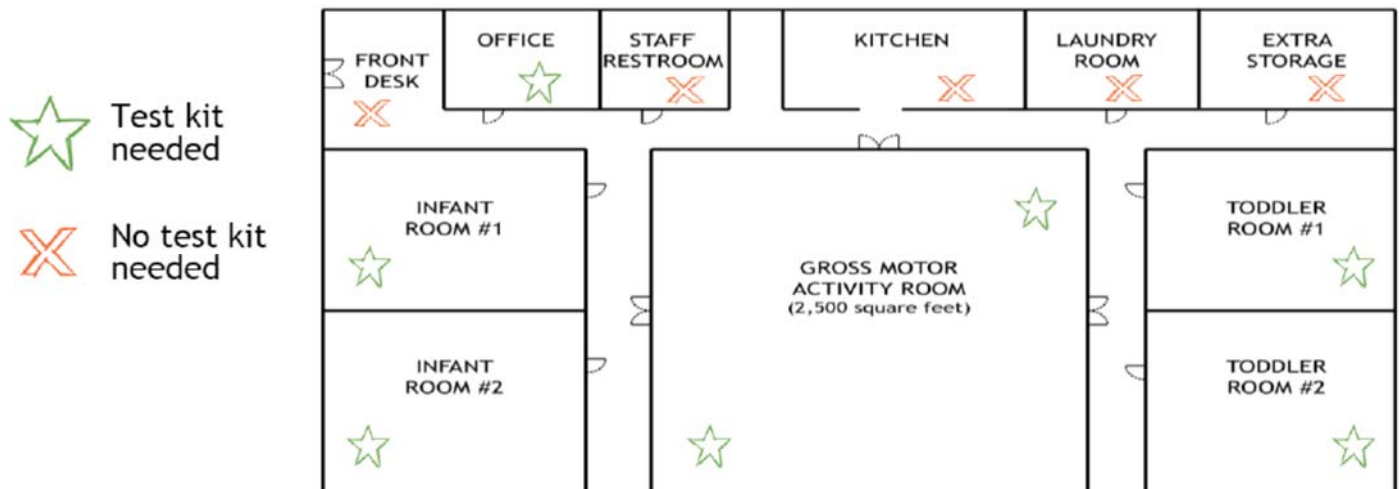 Test kit
needed
No test kit
needed
FRONT
DESK
OFFICE
STAFF
RESTROOM
KITCHEN
LAUNDRY
ROOM
EXTRA
STORAGE
INFANT
ROOM #1
GROSS MOTOR
ACTIVITY ROOM
(2,500 square feet)
TODDLER
ROOM #1
INFANT
ROOM #2
TODDLER
ROOM #2